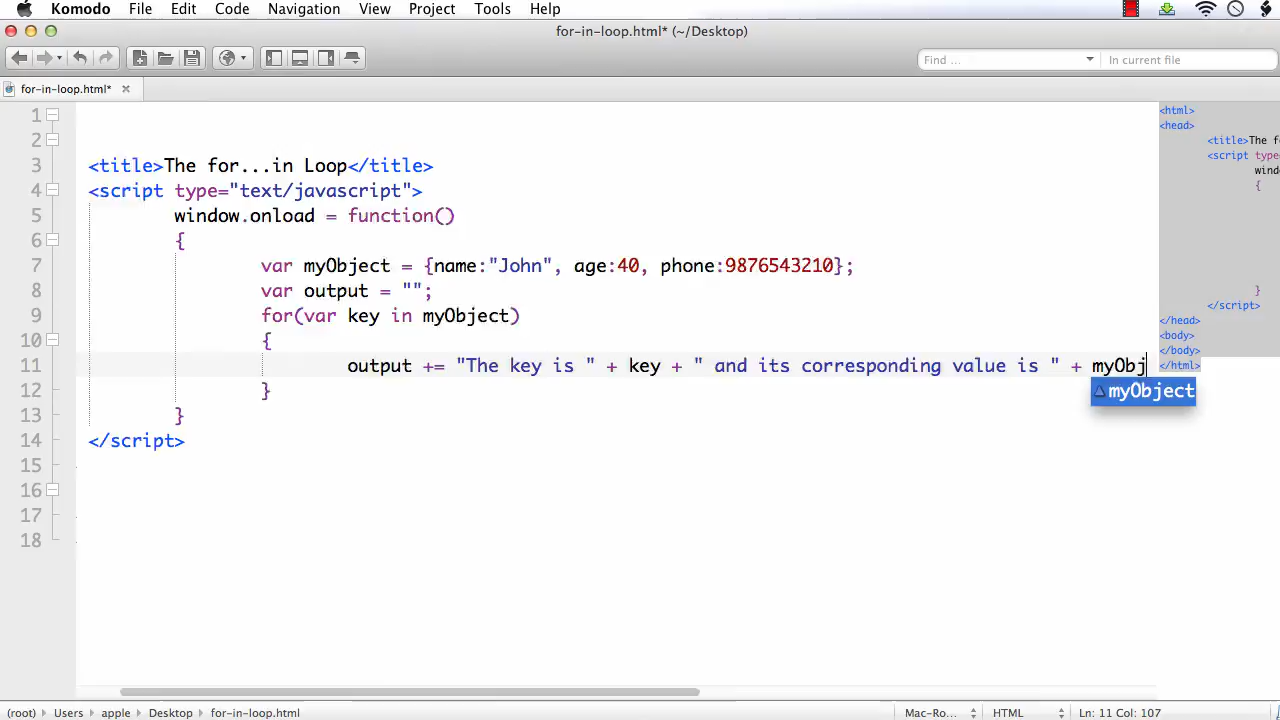 Komodo File Edit Code Navigation View Project Tools Help
for-in-loop.html* (~/Desktop)
Find ... In current file
for-in-loop.html*
1
2
3 <title>The for...in Loop</title>
4 <script type="text/javascript">
5 window.onload = function()
6 {
7 var myObject = {name:"John", age:40, phone:9876543210};
8 var output = "";
9 for(var key in myObject)
10 {
11 output += "The key is " + key + " and its corresponding value is " + myObj
myObject
12 }
13 }
14 </script>
15
16
17
18
<html>
<head>
<title>The f
<script type=
windo
{
}
</script>
</head>
<body>
</body>
</html>
(root) Users apple Desktop for-in-loop.html Mac-Ro... HTML Ln: 11 Col: 107